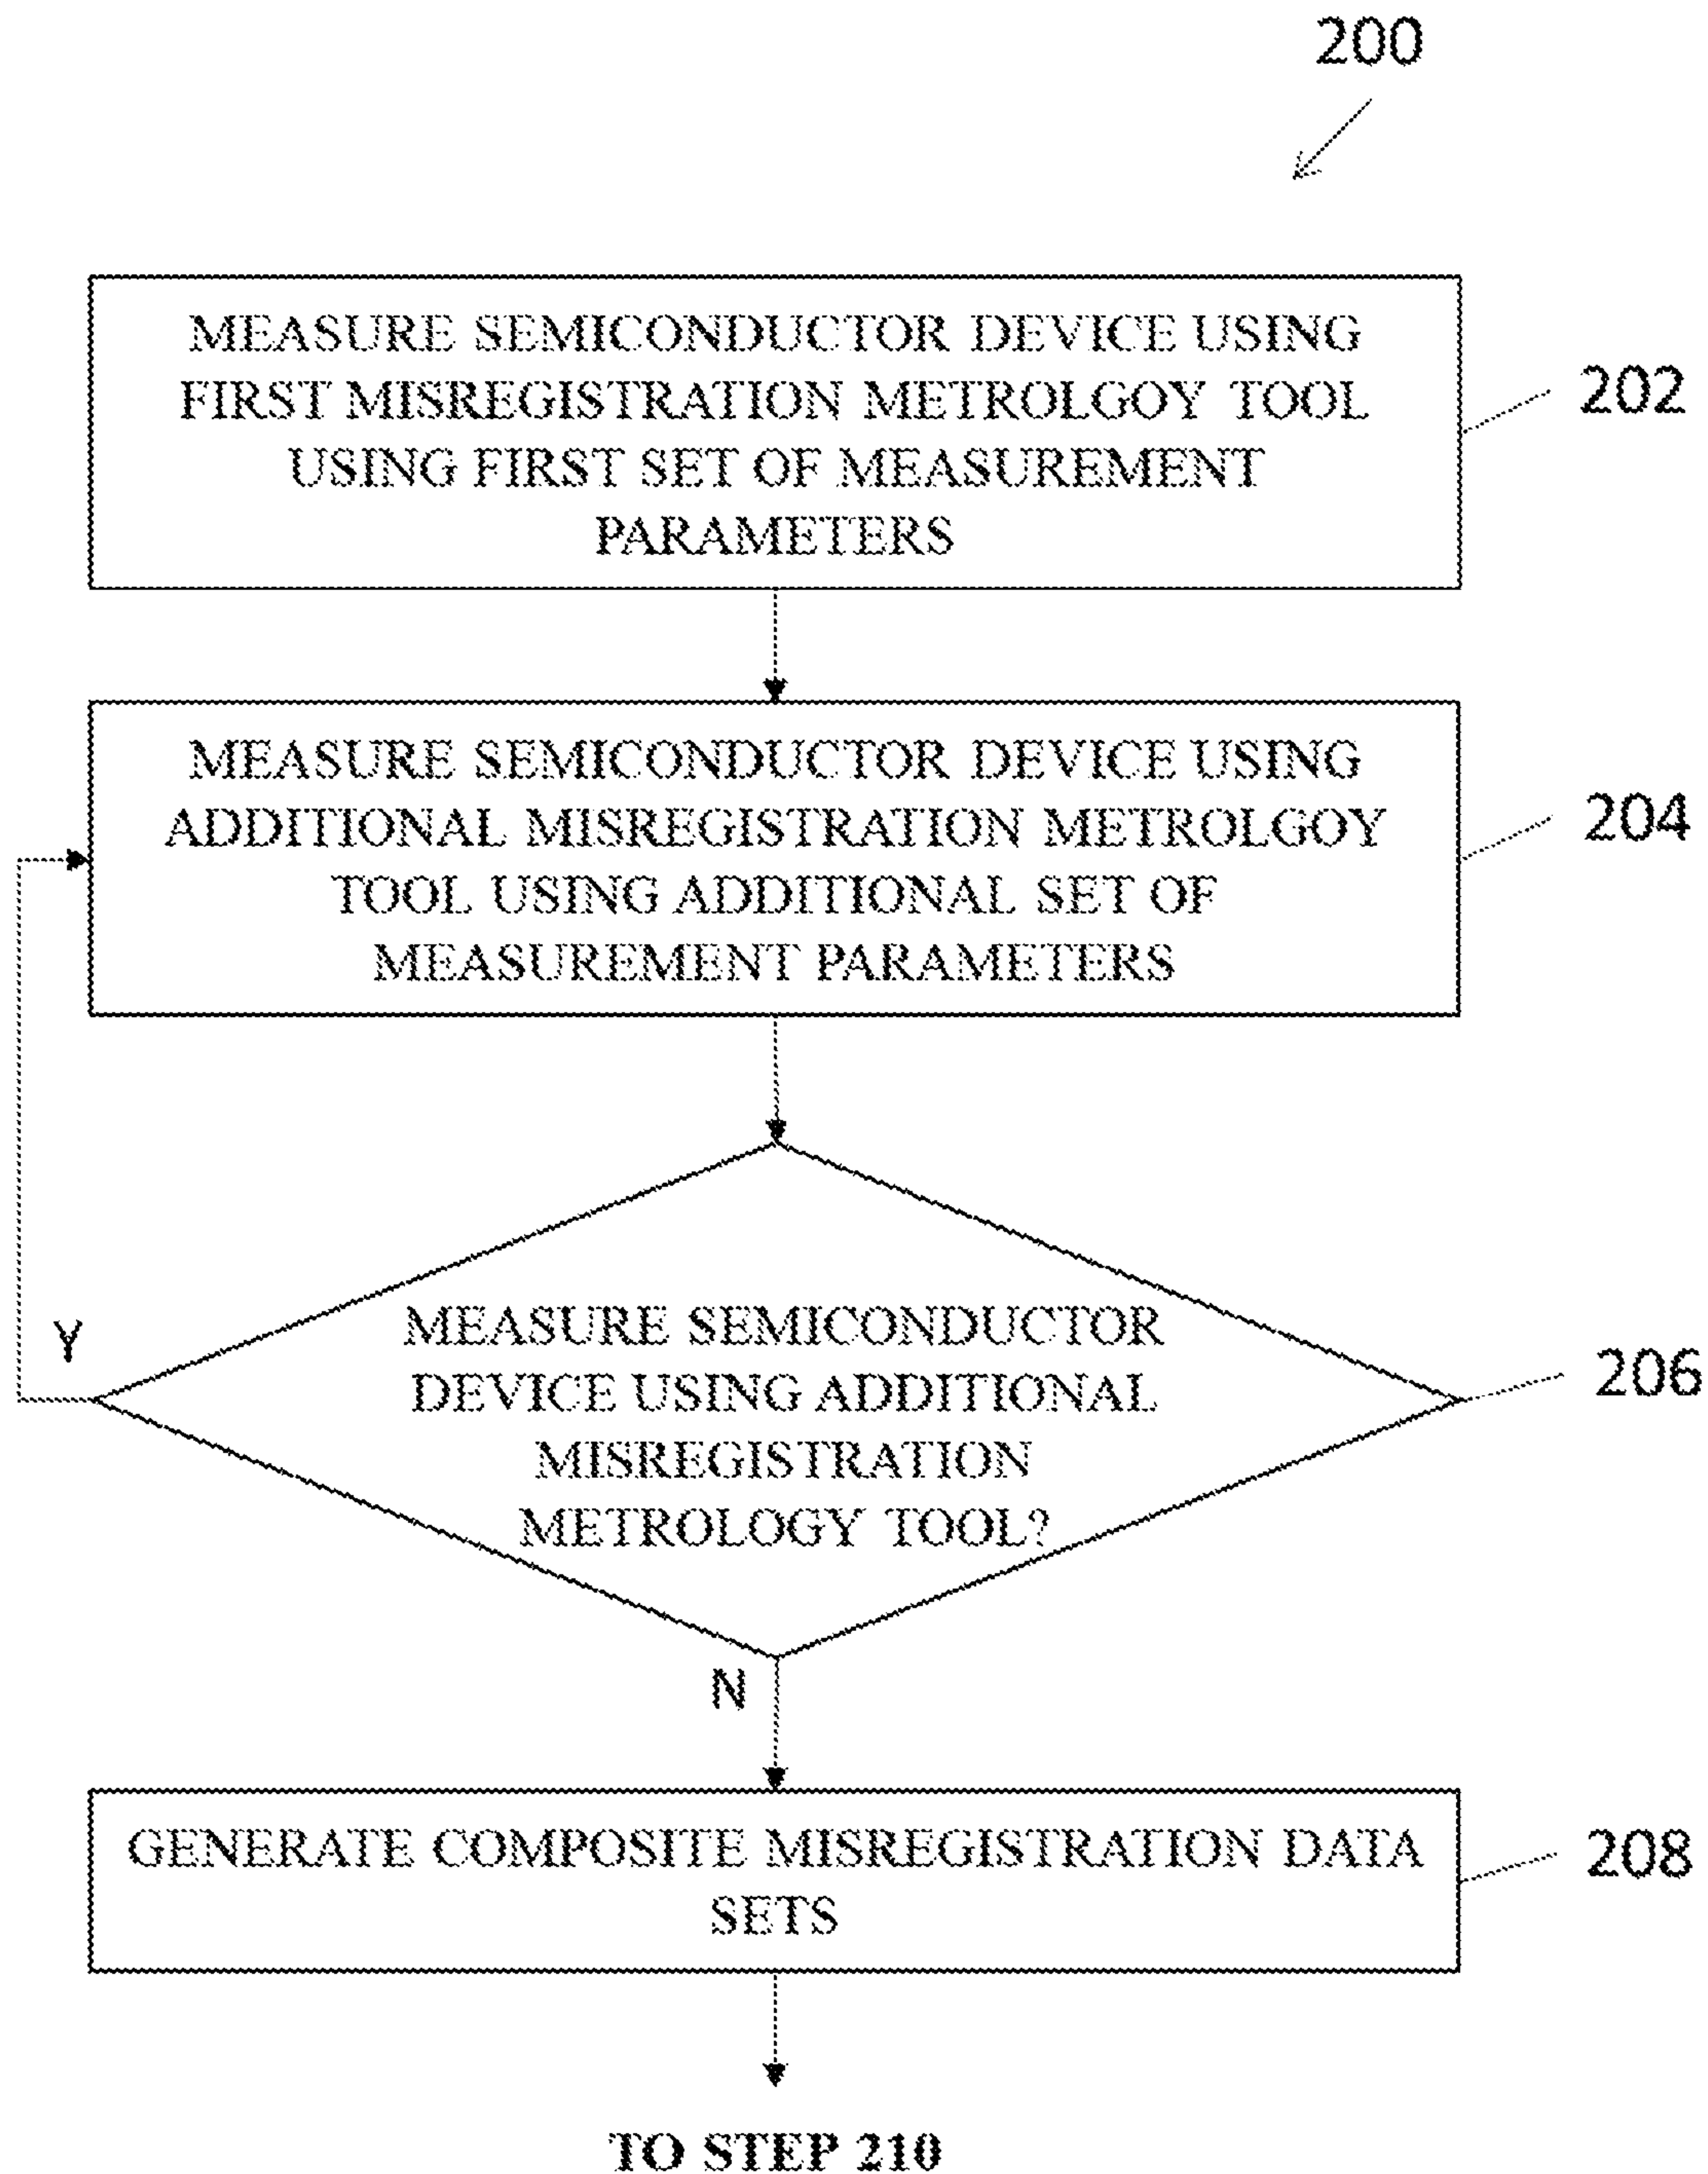 200
MEASURE SEMICONDUCTOR DEVICE USING
FIRST MISREGISTRATION METROLGOY TOOL
USING FIRST SET OF MEASUREMENT
PARAMETERS
202
MEASURE SEMICONDUCTOR DEVICE USING
ADDITIONAL MISREGISTRATION METROLGOY
TOOL USING ADDITIONAL SET OF
MEASUREMENT PARAMETERS
204
MEASURE SEMICONDUCTOR
DEVICE USING ADDITIONAL
MISREGISTRATION
METROLOGY TOOL?
206
Y
N
GENERATE COMPOSITE MISREGISTRATION DATA
SETS
208
TO STEP 210